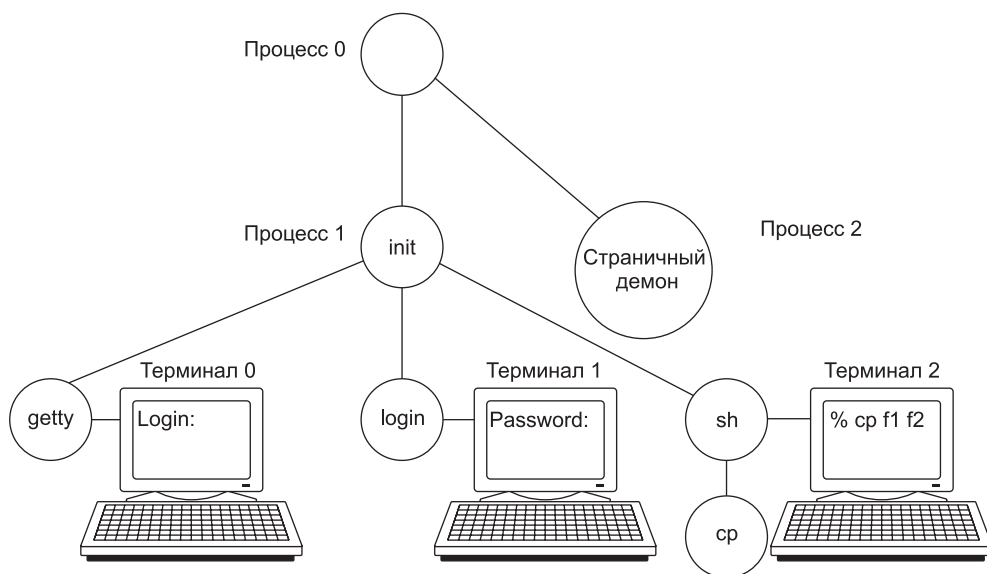 Процесс 0
Процесс 1
init
Процесс 2
Страничный
демон
Терминал 0
Терминал 1
Терминал 2
getty
Login:
login
Password:
sh
% cp f1 f2
cp